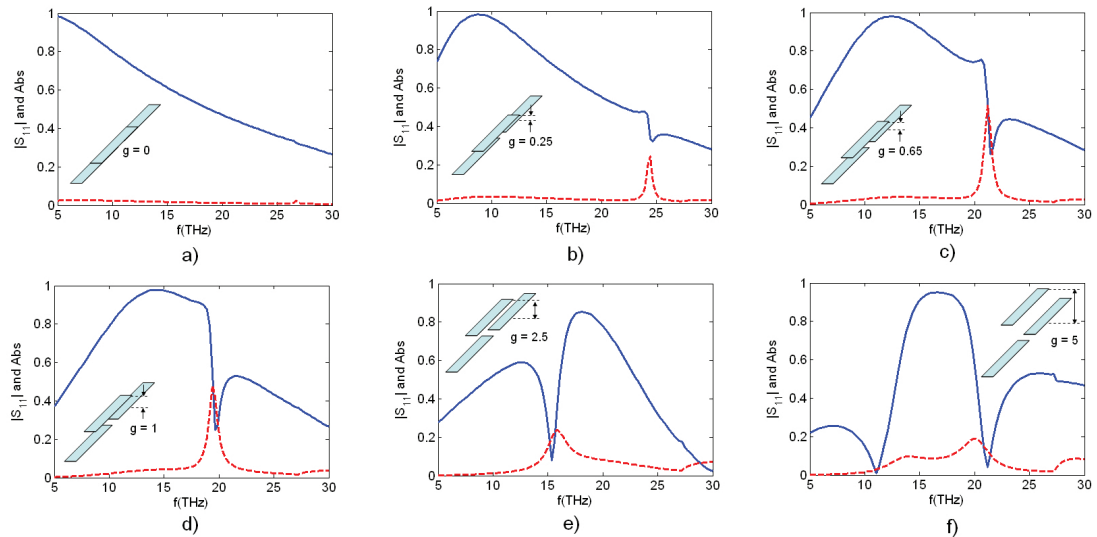 |S11| and Abs
1
0.8
0.6
0.4
0.2
0
g = 0
5 10 15 20 25 30
f(THz)
a)
|S11| and Abs
1
0.8
0.6
0.4
0.2
0
g = 0.25
5 10 15 20 25 30
f(THz)
b)
|S11| and Abs
1
0.8
0.6
0.4
0.2
0
g = 0.65
5 10 15 20 25 30
f(THz)
c)
|S11| and Abs
1
0.8
0.6
0.4
0.2
0
g = 1
5 10 15 20 25 30
f(THz)
d)
|S11| and Abs
1
0.8
0.6
0.4
0.2
0
g = 2.5
5 10 15 20 25 30
f(THz)
e)
|S11| and Abs
1
0.8
0.6
0.4
0.2
0
g = 5
5 10 15 20 25 30
f(THz)
f)